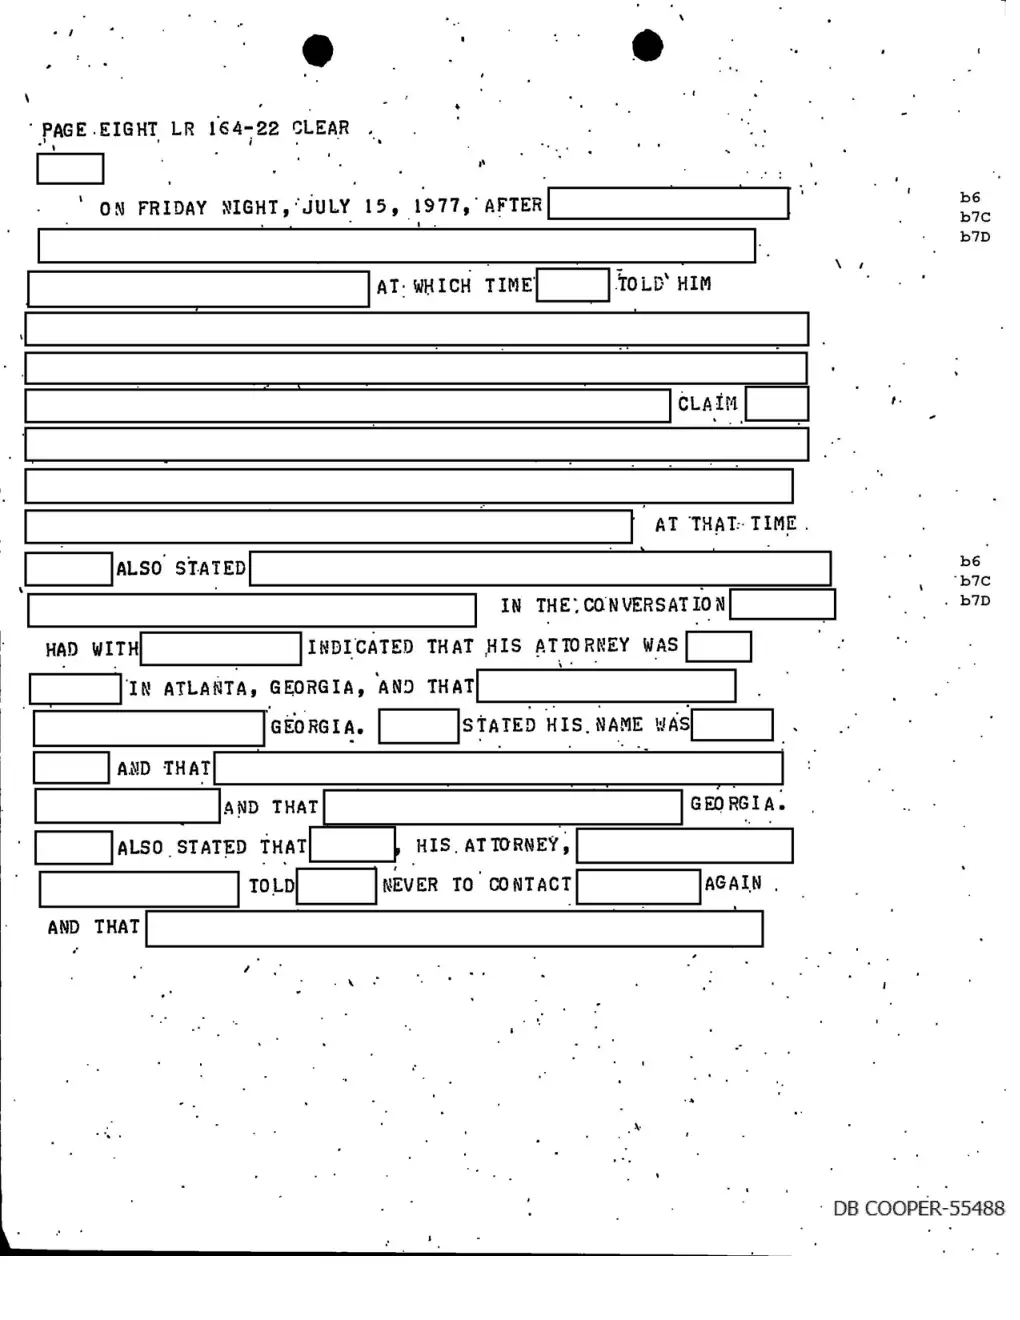 PAGE EIGHT LR 164-22 CLEAR
ON FRIDAY NIGHT, JULY 15, 1977, AFTER
b6
b7C
b7D
AT WHICH TIME TOLD HIM
CLAIM
AT THAT TIME
ALSO STATED
b6
b7C
b7D
IN THE CONVERSATION
HAD WITH INDICATED THAT HIS ATTORNEY WAS
IN ATLANTA, GEORGIA, AND THAT
GEORGIA. STATED HIS NAME WAS
AND THAT
AND THAT GEORGIA.
ALSO STATED THAT , HIS ATTORNEY,
TOLD NEVER TO CONTACT AGAIN
AND THAT
DB COOPER-55488